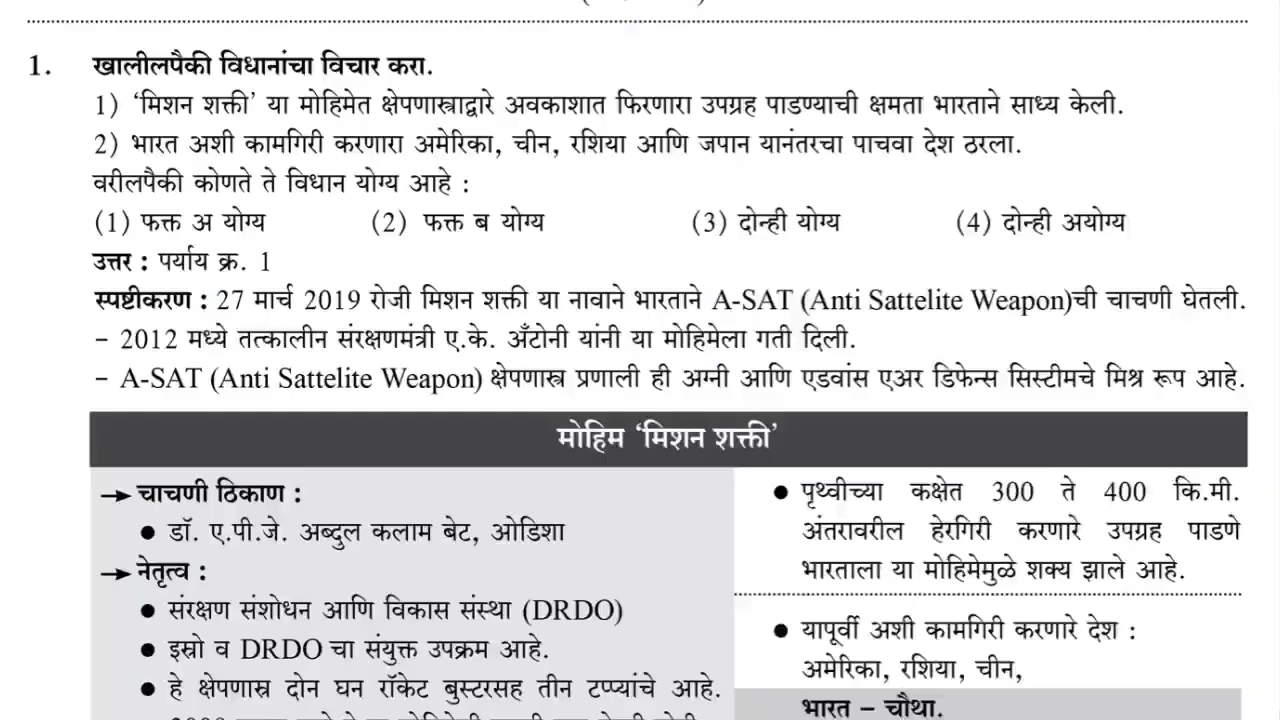 1. खालीलपैकी विधानांचा विचार करा.
1) ‘मिशन शक्ती’ या मोहिमेत क्षेपणास्त्राद्वारे अवकाशात फिरणारा उपग्रह पाडण्याची क्षमता भारताने साध्य केली.
2) भारत अशी कामगिरी करणारा अमेरिका, चीन, रशिया आणि जपान यानंतरचा पाचवा देश ठरला.
वरीलपैकी कोणते ते विधान योग्य आहे :
(1) फक्त अ योग्य (2) फक्त ब योग्य (3) दोन्ही योग्य (4) दोन्ही अयोग्य
उत्तर : पर्याय क्र. 1
स्पष्टीकरण : 27 मार्च 2019 रोजी मिशन शक्ती या नावाने भारताने A-SAT (Anti Sattelite Weapon)ची चाचणी घेतली.
– 2012 मध्ये तत्कालीन संरक्षणमंत्री ए.के. अँटोनी यांनी या मोहिमेला गती दिली.
– A-SAT (Anti Sattelite Weapon) क्षेपणास्त्र प्रणाली ही अग्नी आणि एडवांस एअर डिफेन्स सिस्टीमचे मिश्र रूप आहे.
मोहिम ‘मिशन शक्ती’
→ चाचणी ठिकाण :
● डॉ. ए.पी.जे. अब्दुल कलाम बेट, ओडिशा
→ नेतृत्व :
● संरक्षण संशोधन आणि विकास संस्था (DRDO)
● इस्रो व DRDO चा संयुक्त उपक्रम आहे.
● हे क्षेपणास्त्र दोन घन रॉकेट बुस्टरसह तीन टप्प्यांचे आहे.
● पृथ्वीच्या कक्षेत 300 ते 400 कि.मी.
अंतरावरील हेरगिरी करणारे उपग्रह पाडणे
भारताला या मोहिमेमुळे शक्य झाले आहे.
● यापूर्वी अशी कामगिरी करणारे देश :
अमेरिका, रशिया, चीन,
भारत – चौथा.